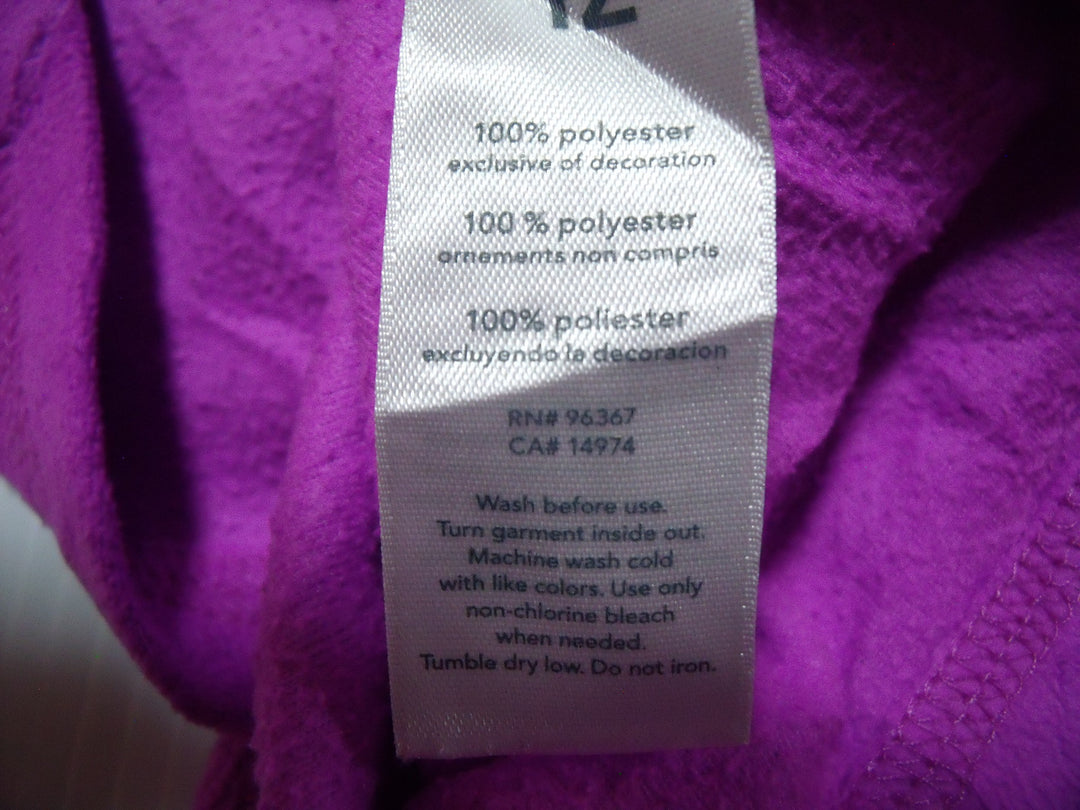 100% polyester
exclusive of decoration
100 % polyester
ornements non compris
100% poliester
excluyendo la decoracion
RN# 96367
CA# 14974
Wash before use.
Turn garment inside out.
Machine wash cold
with like colors. Use only
non-chlorine bleach
when needed.
Tumble dry low. Do not iron.